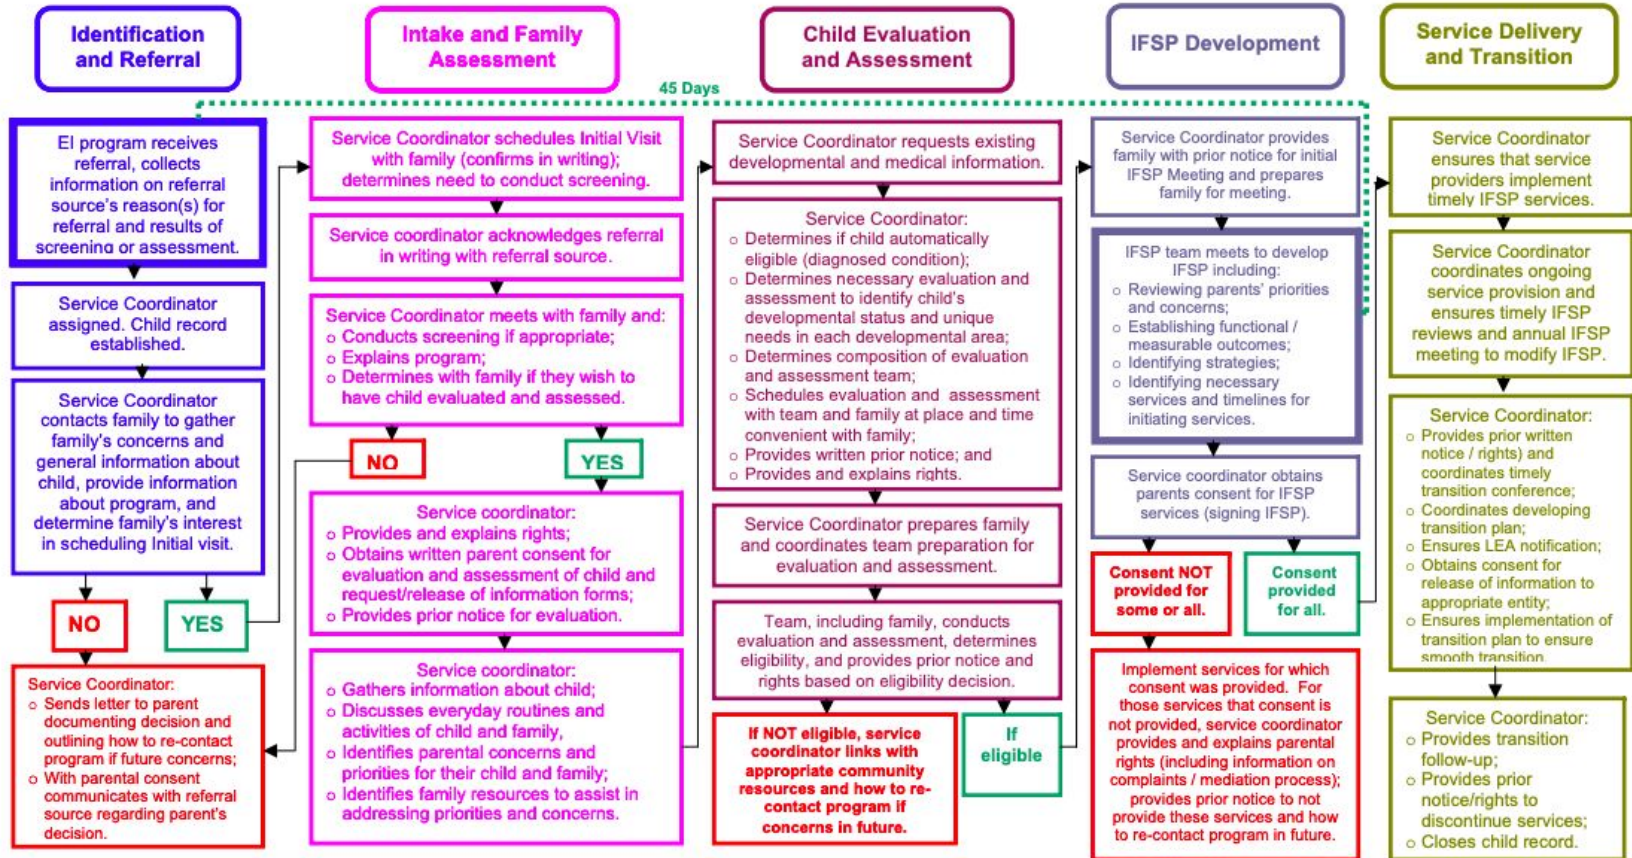 Identification
and Referral
Intake and Family
Assessment
Child Evaluation
and Assessment
IFSP Development
Service Delivery
and Transition
45 Days
EI program receives
referral, collects
information on referral
source's reason(s) for
referral and results of
screening or assessment.
Service Coordinator
assigned. Child record
established.
Service Coordinator
contacts family to gather
family's concerns and
general information about
child, provide information
about program, and
determine family's interest
in scheduling Initial visit.
NO
YES
Service Coordinator:
o Sends letter to parent
documenting decision and
outlining how to re-contact
program if future concerns;
o With parental consent
communicates with referral
source regarding parent's
decision.
Service Coordinator schedules Initial Visit
with family (confirms in writing);
determines need to conduct screening.
Service coordinator acknowledges referral
in writing with referral source.
Service Coordinator meets with family and:
o Conducts screening if appropriate;
o Explains program;
o Determines with family if they wish to
have child evaluated and assessed.
NO
YES
Service coordinator:
o Provides and explains rights;
o Obtains written parent consent for
evaluation and assessment of child and
request/release of information forms;
o Provides prior notice for evaluation.
Service coordinator:
o Gathers information about child;
o Discusses everyday routines and
activities of child and family,
o Identifies parental concerns and
priorities for their child and family;
o Identifies family resources to assist in
addressing priorities and concerns.
Service Coordinator requests existing
developmental and medical information.
Service Coordinator:
o Determines if child automatically
eligible (diagnosed condition);
o Determines necessary evaluation and
assessment to identify child's
developmental status and unique
needs in each developmental area;
o Determines composition of evaluation
and assessment team;
o Schedules evaluation and assessment
with team and family at place and time
convenient with family;
o Provides written prior notice; and
o Provides and explains rights.
Service Coordinator prepares family
and coordinates team preparation for
evaluation and assessment.
Team, including family, conducts
evaluation and assessment, determines
eligibility, and provides prior notice and
rights based on eligibility decision.
If NOT eligible, service
coordinator links with
appropriate community
resources and how to re-
contact program if
concerns in future.
If
eligible
Service Coordinator provides
family with prior notice for initial
IFSP Meeting and prepares
family for meeting.
IFSP team meets to develop
IFSP including:
o Reviewing parents' priorities
and concerns;
o Establishing functional /
measurable outcomes;
o Identifying strategies;
o Identifying necessary
services and timelines for
initiating services.
Service coordinator obtains
parents consent for IFSP
services (signing IFSP).
Consent NOT
provided for
some or all.
Consent
provided
for all.
Implement services for which
consent was provided. For
those services that consent is
not provided, service coordinator
provides and explains parental
rights (including information on
complaints / mediation process);
provides prior notice to not
provide these services and how
to re-contact program in future.
Service Coordinator
ensures that service
providers implement
timely IFSP services.
Service Coordinator
coordinates ongoing
service provision and
ensures timely IFSP
reviews and annual IFSP
meeting to modify IFSP.
Service Coordinator:
o Provides prior written
notice / rights) and
coordinates timely
transition conference;
o Coordinates developing
transition plan;
o Ensures LEA notification;
o Obtains consent for
release of information to
appropriate entity;
o Ensures implementation of
transition plan to ensure
smooth transition.
Service Coordinator:
o Provides transition
follow-up;
o Provides prior
notice/rights to
discontinue services;
o Closes child record.